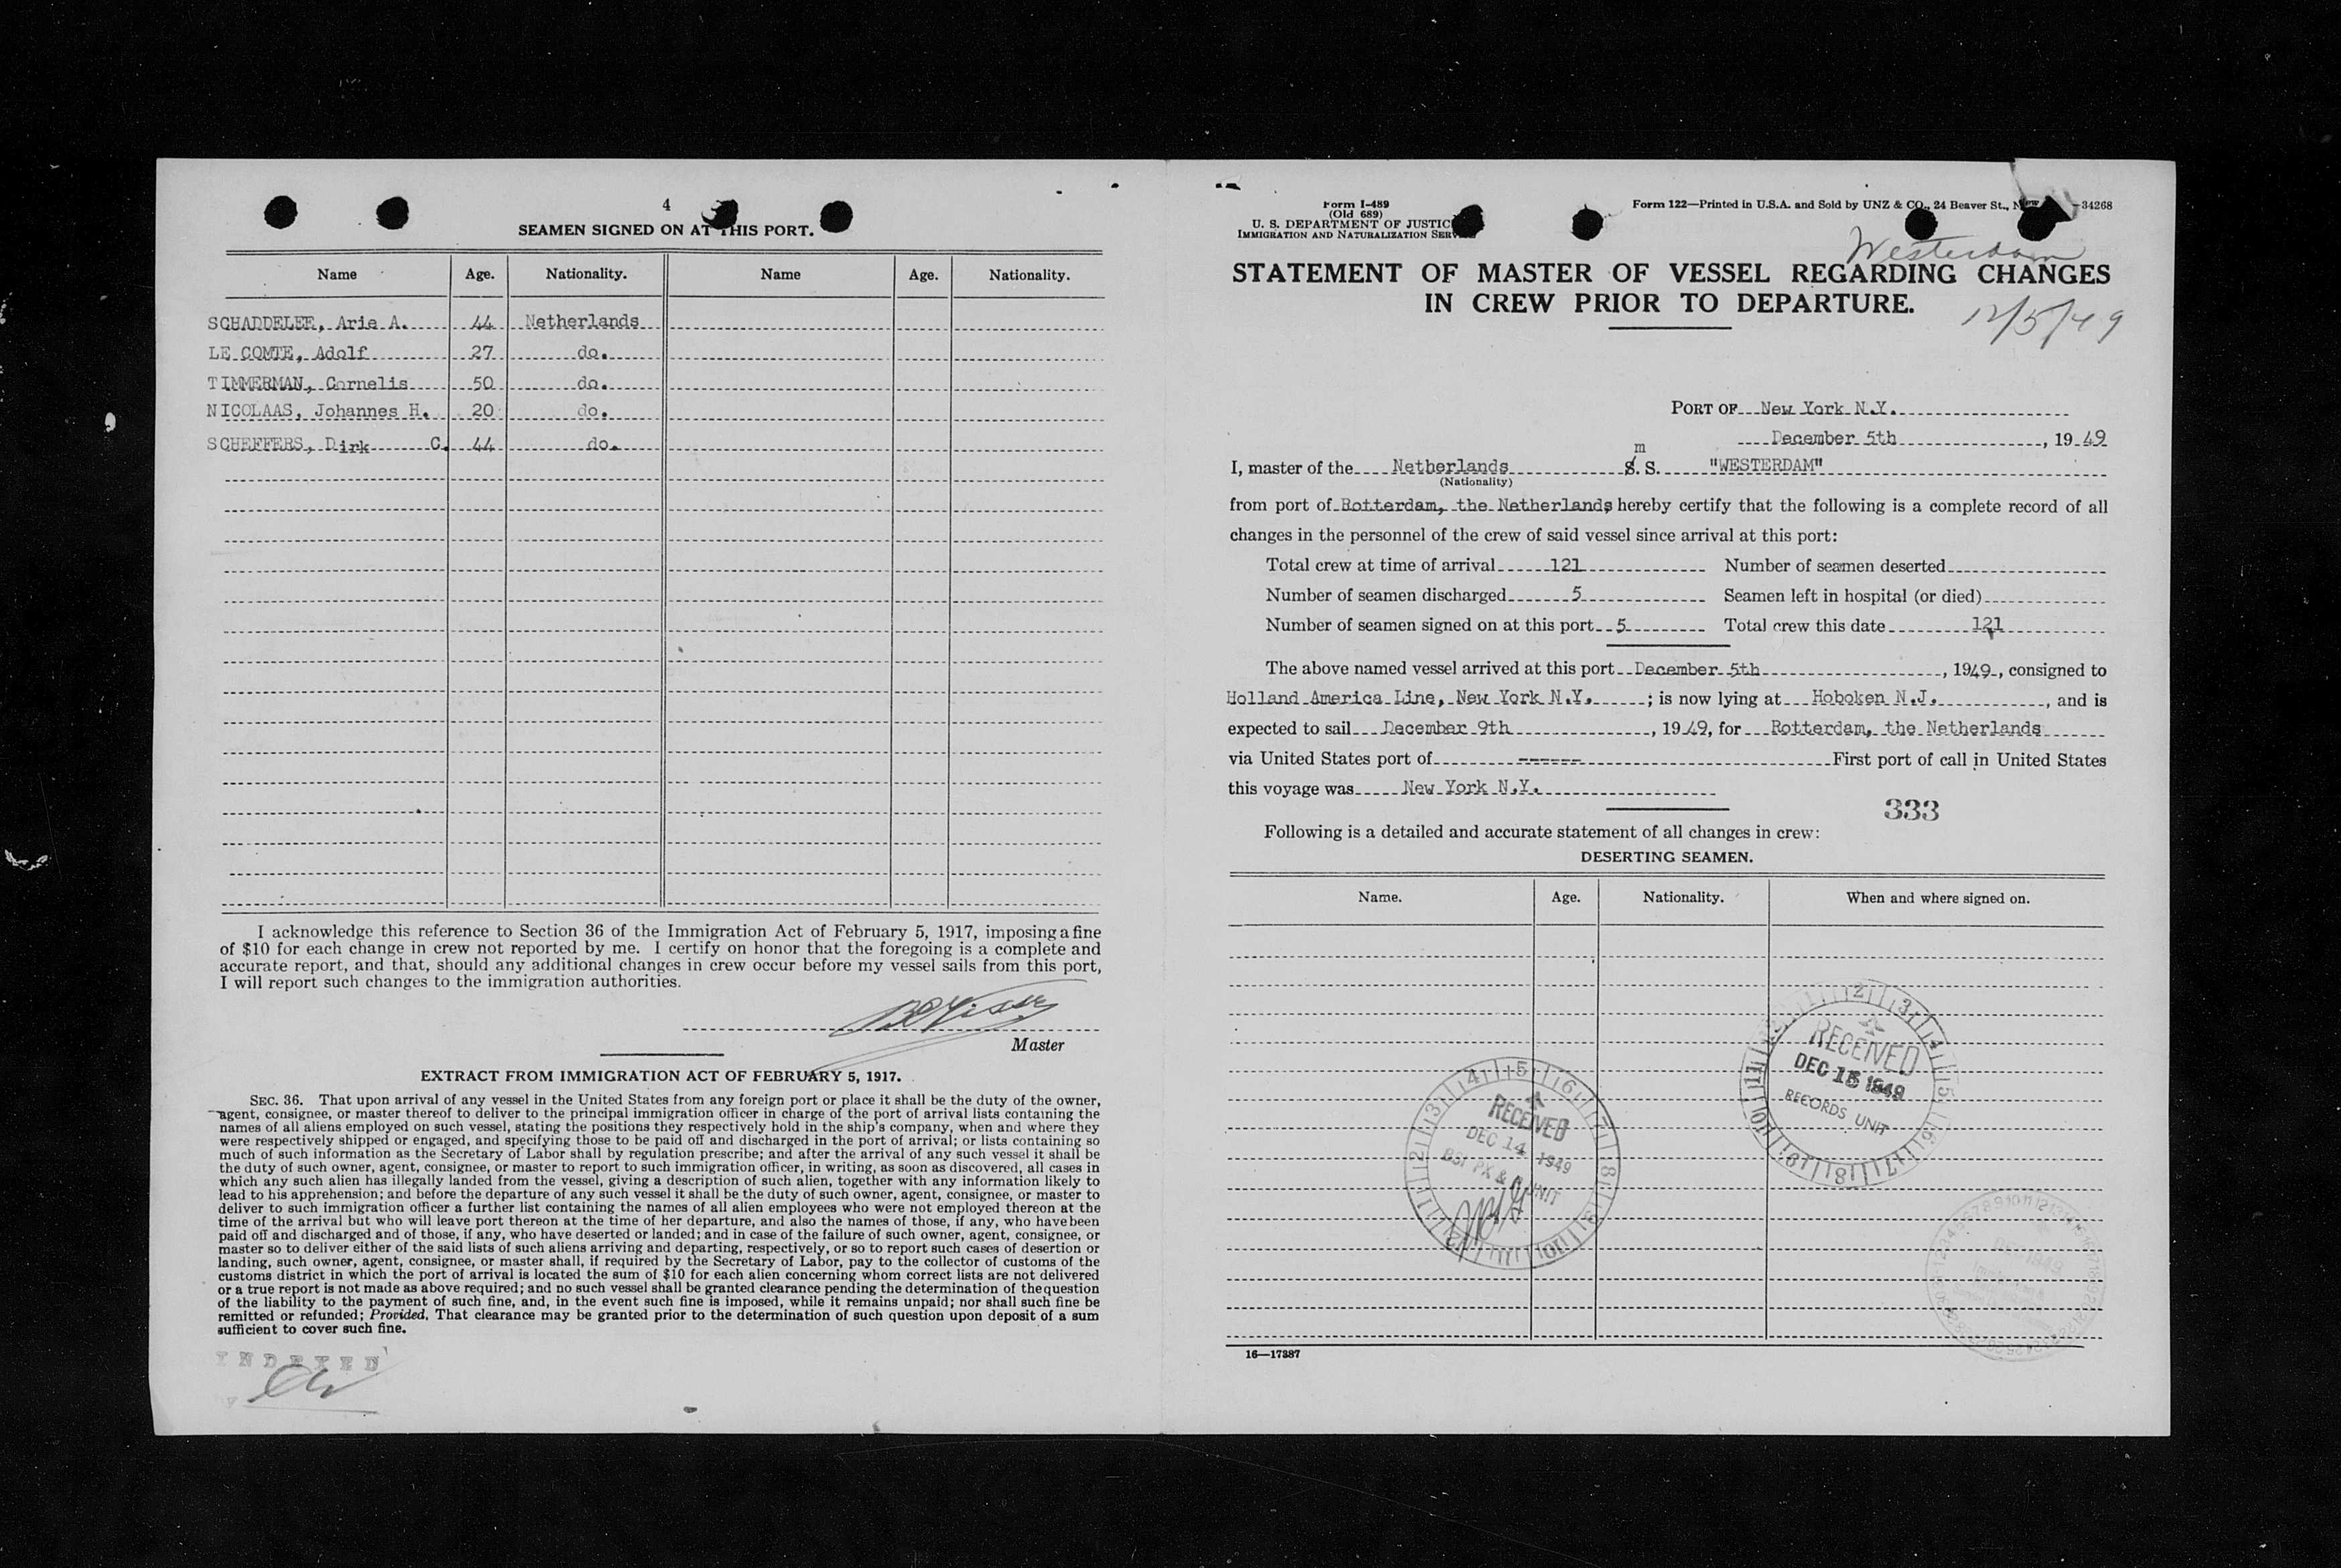 4
SEAMEN SIGNED ON AT THIS PORT.
Name Age. Nationality. Name Age. Nationality.
SCHADDELEE, Arie A. 44 Netherlands
LE COMTE, Adolf 27 do.
TIMMERMAN, Cornelis 50 do.
NICOLAAS, Johannes H. 20 do.
SCHEFFERS, Dirk C. 44 do.
I acknowledge this reference to Section 36 of the Immigration Act of February 5, 1917, imposing a fine
of $10 for each change in crew not reported by me. I certify on honor that the foregoing is a complete and
accurate report, and that, should any additional changes in crew occur before my vessel sails from this port,
I will report such changes to the immigration authorities.
Master
EXTRACT FROM IMMIGRATION ACT OF FEBRUARY 5, 1917.
SEC. 36. That upon arrival of any vessel in the United States from any foreign port or place it shall be the duty of the owner,
agent, consignee, or master thereof to deliver to the principal immigration officer in charge of the port of arrival lists containing the
names of all aliens employed on such vessel, stating the positions they respectively hold in the ship's company, when and where they
were respectively shipped or engaged, and specifying those to be paid off and discharged in the port of arrival; or lists containing so
much of such information as the Secretary of Labor shall by regulation prescribe; and after the arrival of any such vessel it shall be
the duty of such owner, agent, consignee, or master to report to such immigration officer, in writing, as soon as discovered, all cases in
which any such alien has illegally landed from the vessel, giving a description of such alien, together with any information likely to
lead to his apprehension; and before the departure of any such vessel it shall be the duty of such owner, agent, consignee, or master to
deliver to such immigration officer a further list containing the names of all alien employees who were not employed thereon at the
time of the arrival but who will leave port thereon at the time of her departure, and also the names of those, if any, who have been
paid off and discharged and of those, if any, who have deserted or landed; and in case of the failure of such owner, agent, consignee, or
master so to deliver either of the said lists of such aliens arriving and departing, respectively, or so to report such cases of desertion or
landing, such owner, agent, consignee, or master shall, if required by the Secretary of Labor, pay to the collector of customs of the
customs district in which the port of arrival is located the sum of $10 for each alien concerning whom correct lists are not delivered
or a true report is not made as above required; and no such vessel shall be granted clearance pending the determination of the question
of the liability to the payment of such fine, and, in the event such fine is imposed, while it remains unpaid; nor shall such fine be
remitted or refunded; Provided, That clearance may be granted prior to the determination of such question upon deposit of a sum
sufficient to cover such fine.
INDEXED
Form I-489
(Old 689)
U. S. DEPARTMENT OF JUSTICE
IMMIGRATION AND NATURALIZATION SERVICE
Form 122—Printed in U.S.A. and Sold by UNZ & CO., 24 Beaver St., New —34268
Westerdam
STATEMENT OF MASTER OF VESSEL REGARDING CHANGES
IN CREW PRIOR TO DEPARTURE.
12/5/49
PORT OF New York N.Y.
December 5th, 19 49
m
I, master of the Netherlands S. S. "WESTERDAM"
(Nationality)
from port of Rotterdam, the Netherlands hereby certify that the following is a complete record of all
changes in the personnel of the crew of said vessel since arrival at this port:
Total crew at time of arrival 121 Number of seamen deserted
Number of seamen discharged 5 Seamen left in hospital (or died)
Number of seamen signed on at this port 5 Total crew this date 121
The above named vessel arrived at this port December 5th, 1949, consigned to
Holland America Line, New York N.Y. ; is now lying at Hoboken N.J. , and is
expected to sail December 9th, 19 49, for Rotterdam, the Netherlands
via United States port of ------ First port of call in United States
this voyage was New York N.Y.
333
Following is a detailed and accurate statement of all changes in crew:
DESERTING SEAMEN.
Name. Age. Nationality. When and where signed on.
RECEIVED
DEC 15 1949
RECORDS UNIT
RECEIVED
DEC 14 1949
BSI PX & UNIT
16—17387